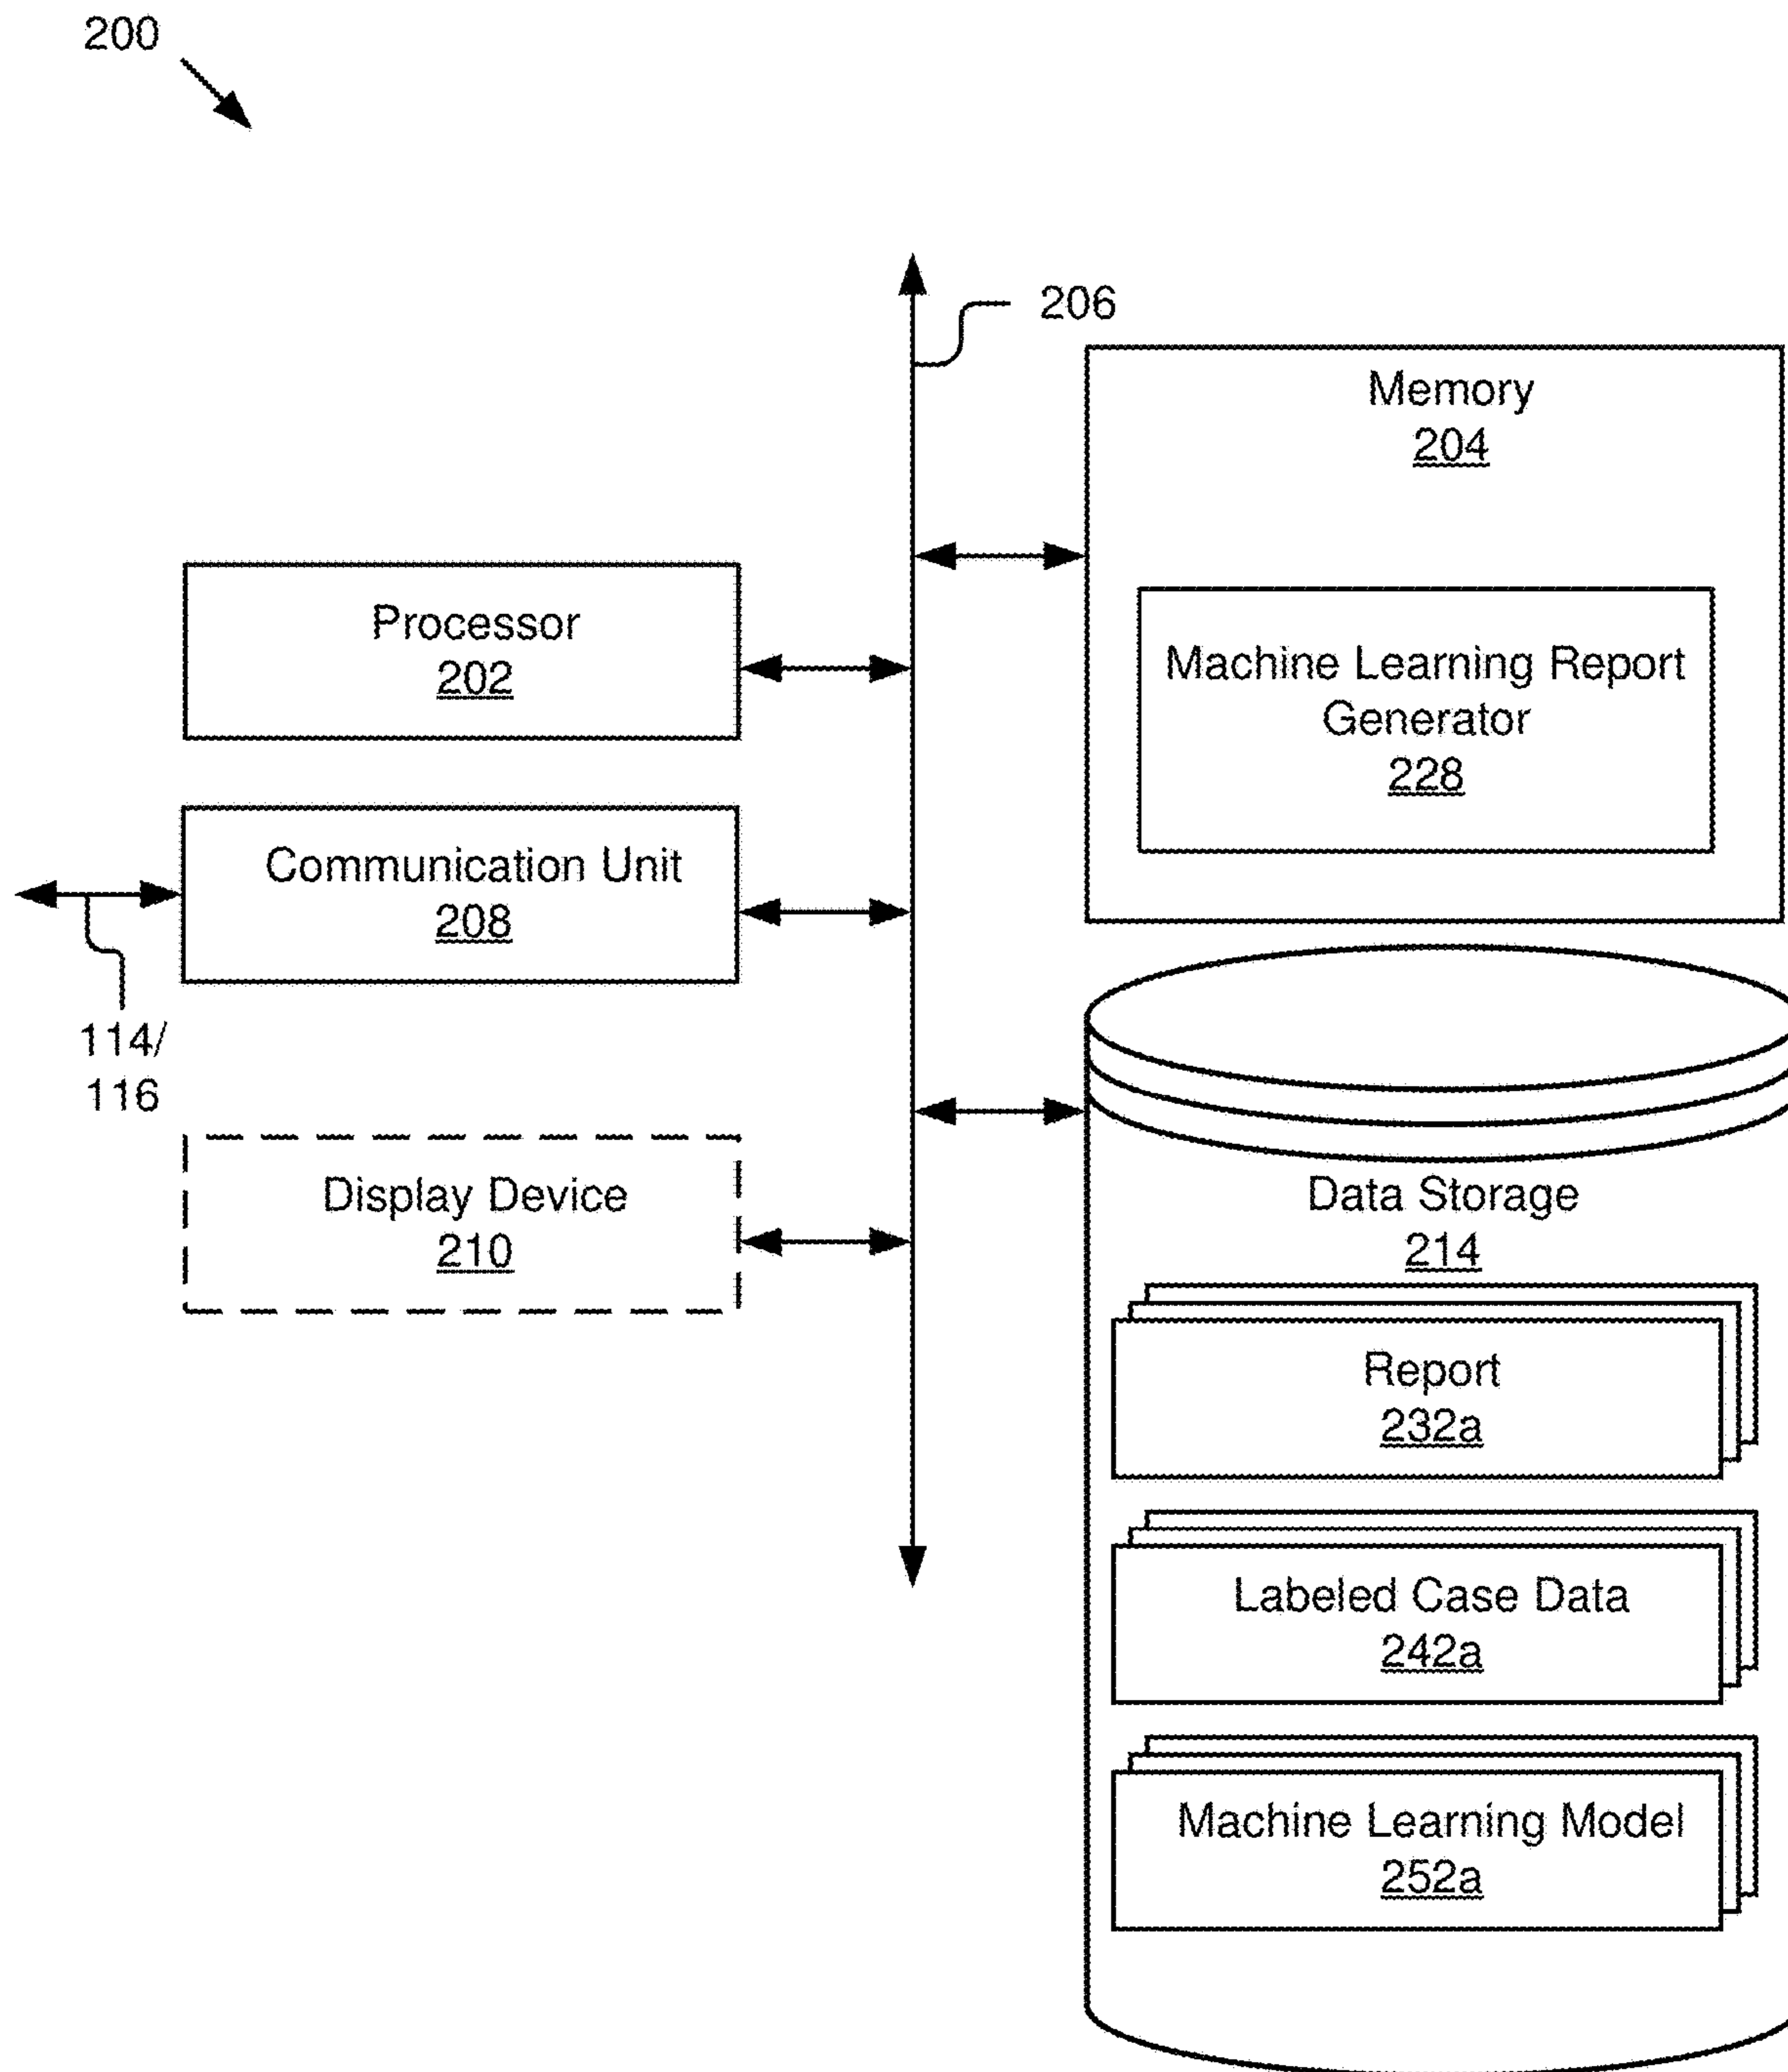 200
206
Memory
204
Processor
202
Machine Learning Report
Generator
228
Communication Unit
208
114/
116
Display Device
210
Data Storage
214
Report
232a
Labeled Case Data
242a
Machine Learning Model
252a